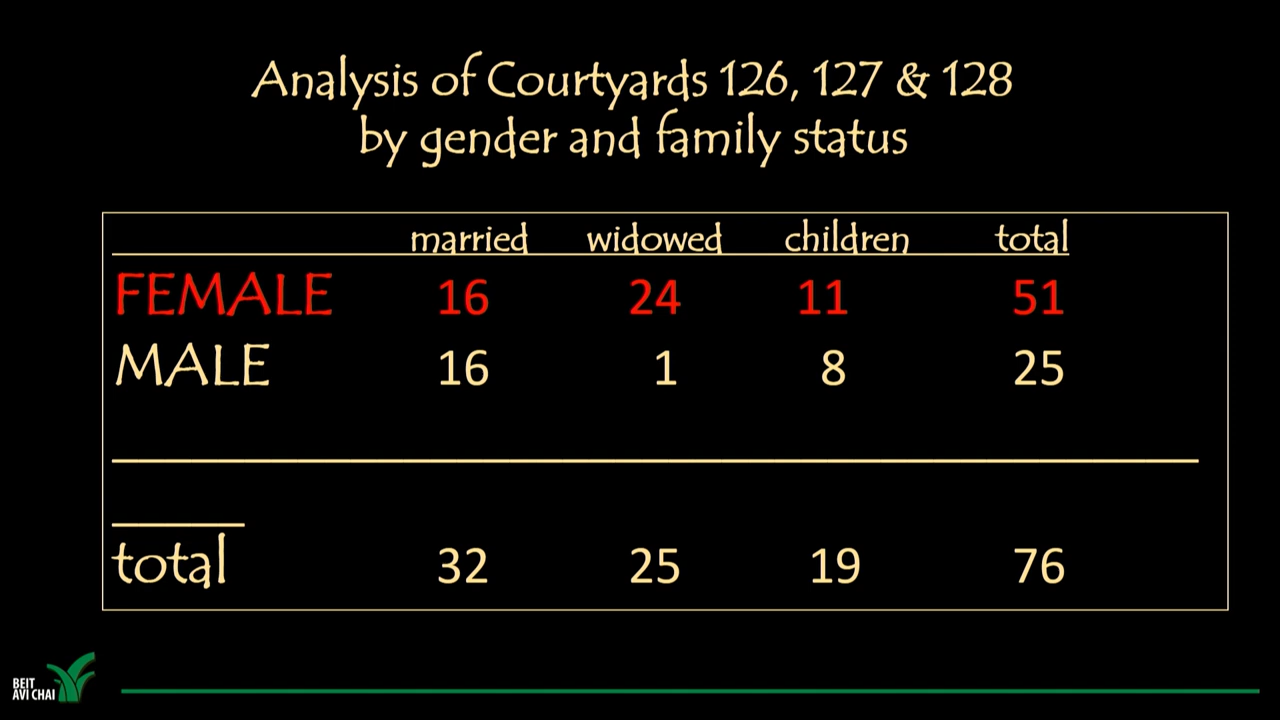 Analysis of Courtyards 126, 127 & 128
by gender and family status
married widowed children total
FEMALE 16 24 11 51
MALE 16 1 8 25
total 32 25 19 76
BEIT
AVI CHAI